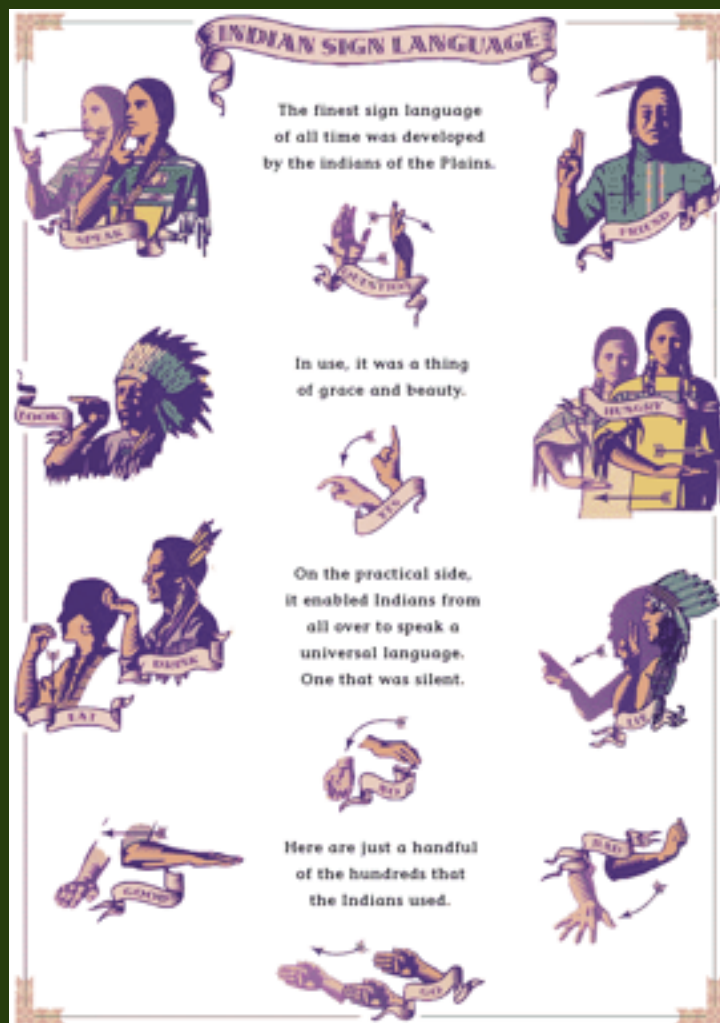 INDIAN SIGN LANGUAGE
The finest sign language
of all time was developed
by the indians of the Plains.
SPEAK
QUESTION
FRIEND
In use, it was a thing
of grace and beauty.
LOOK
HUNGRY
YES
On the practical side,
it enabled Indians from
all over to speak a
universal language.
One that was silent.
DRINK
EAT
LIE
NO
Here are just a handful
of the hundreds that
the Indians used.
GOOD
BAD
GO